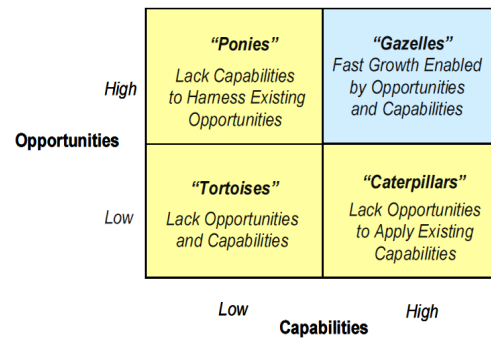 “Ponies”
Lack Capabilities
to Harness Existing
Opportunities
“Gazelles”
Fast Growth Enabled
by Opportunities
and Capabilities
High
Opportunities
“Tortoises”
Lack Opportunities
and Capabilities
“Caterpillars”
Lack Opportunities
to Apply Existing
Capabilities
Low
Low
High
Capabilities